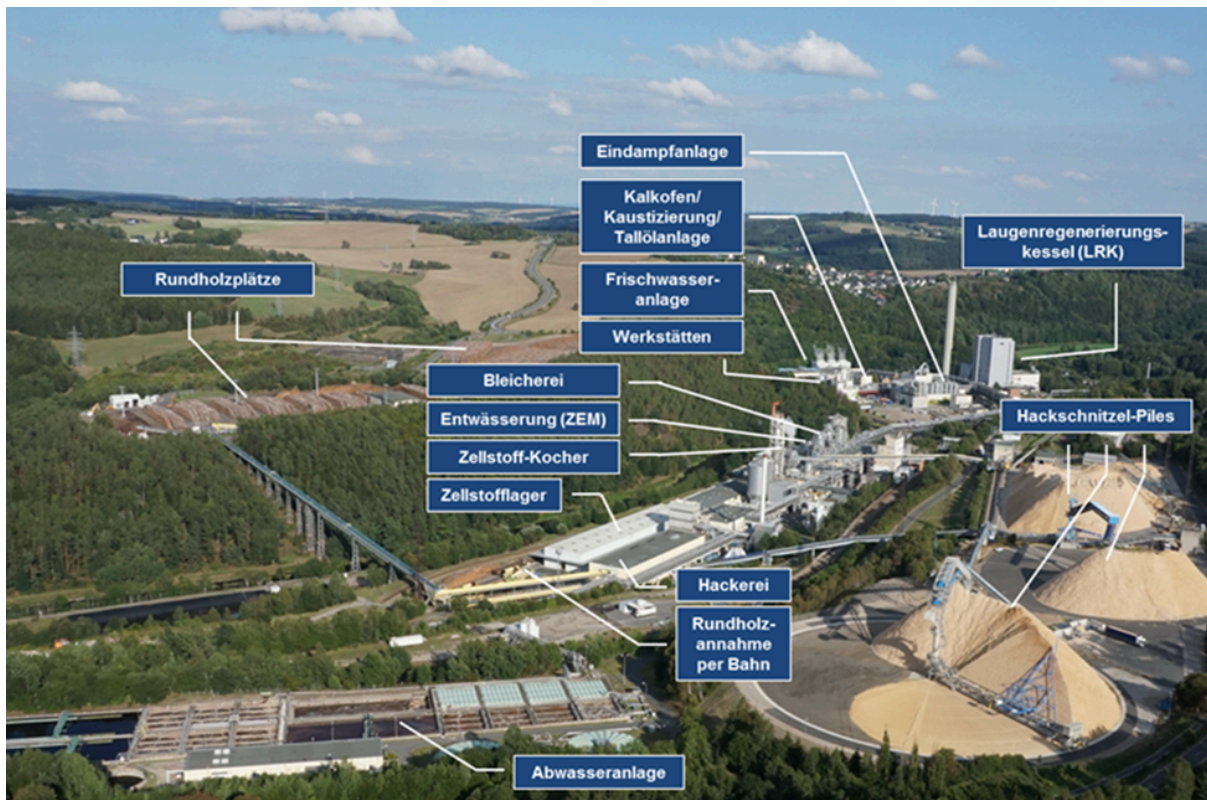 Eindampfanlage
Kalkofen/
Kaustizierung/
Tallölanlage
Laugenregenerierungs-
kessel (LRK)
Rundholzplätze
Frischwasser-
anlage
Werkstätten
Bleicherei
Entwässerung (ZEM)
Hackschnitzel-Piles
Zellstoff-Kocher
Zellstofflager
Hackerei
Rundholz-
annahme
per Bahn
Abwasseranlage